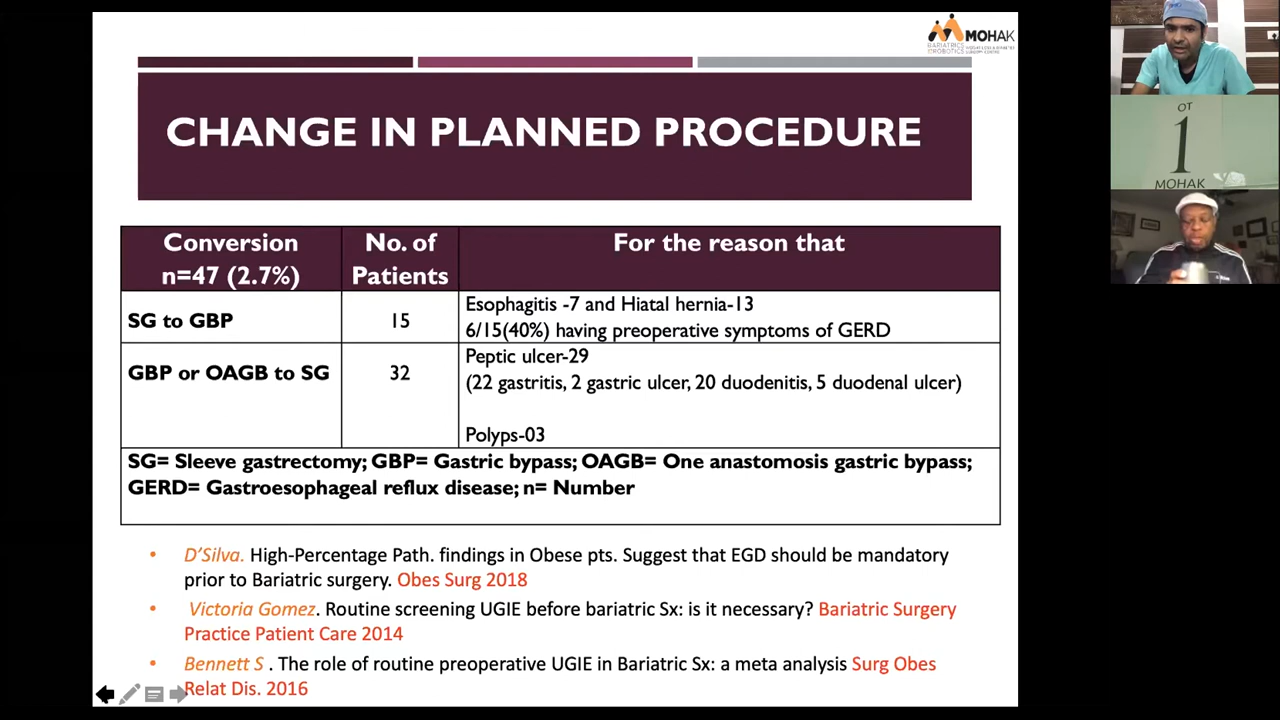 MOHAK
BARIATRICS
CHANGE IN PLANNED PROCEDURE
Conversion
n=47 (2.7%)
No. of
Patients
For the reason that
SG to GBP
15
Esophagitis -7 and Hiatal hernia-13
6/15(40%) having preoperative symptoms of GERD
GBP or OAGB to SG
32
Peptic ulcer-29
(22 gastritis, 2 gastric ulcer, 20 duodenitis, 5 duodenal ulcer)
Polyps-03
SG= Sleeve gastrectomy; GBP= Gastric bypass; OAGB= One anastomosis gastric bypass;
GERD= Gastroesophageal reflux disease; n= Number
• D'Silva. High-Percentage Path. findings in Obese pts. Suggest that EGD should be mandatory
prior to Bariatric surgery. Obes Surg 2018
• Victoria Gomez. Routine screening UGIE before bariatric Sx: is it necessary? Bariatric Surgery
Practice Patient Care 2014
• Bennett S . The role of routine preoperative UGIE in Bariatric Sx: a meta analysis Surg Obes
Relat Dis. 2016
OT
1
MOHAK